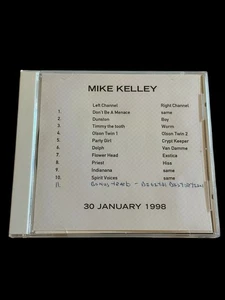 MIKE KELLEY
Left Channel Right Channel
1. Don't Be A Menace same
2. Dunston Boy
3. Timmy the tooth Worm
4. Olsen Twin 1 Olsen Twin 2
5. Party Girl Crypt Keeper
6. Dolph Van Damme
7. Flower Head Exotica
8. Priest Hiss
9. Indianana same
10. Spirit Voices same
11. BONUS TRACK -
30 JANUARY 1998